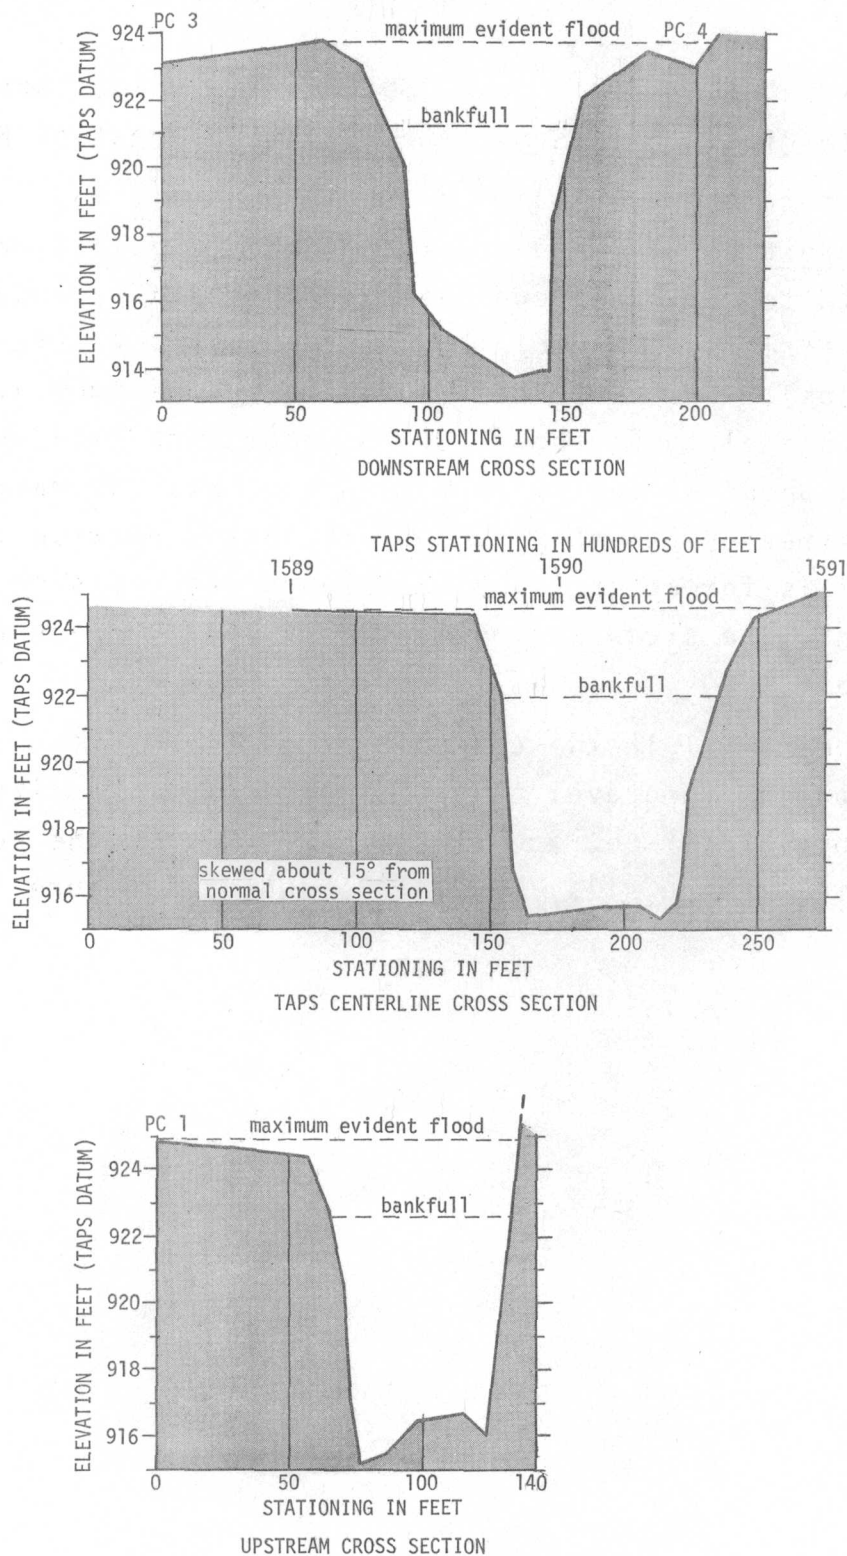 PC 3
maximum evident flood
PC 4
bankfull
ELEVATION IN FEET (TAPS DATUM)
924
922
920
918
916
914
0 50 100 150 200
STATIONING IN FEET
DOWNSTREAM CROSS SECTION
TAPS STATIONING IN HUNDREDS OF FEET
1589 1590 1591
maximum evident flood
bankfull
ELEVATION IN FEET (TAPS DATUM)
924
922
920
918
916
skewed about 15° from
normal cross section
0 50 100 150 200 250
STATIONING IN FEET
TAPS CENTERLINE CROSS SECTION
PC 1
maximum evident flood
bankfull
ELEVATION IN FEET (TAPS DATUM)
924
922
920
918
916
0 50 100 140
STATIONING IN FEET
UPSTREAM CROSS SECTION